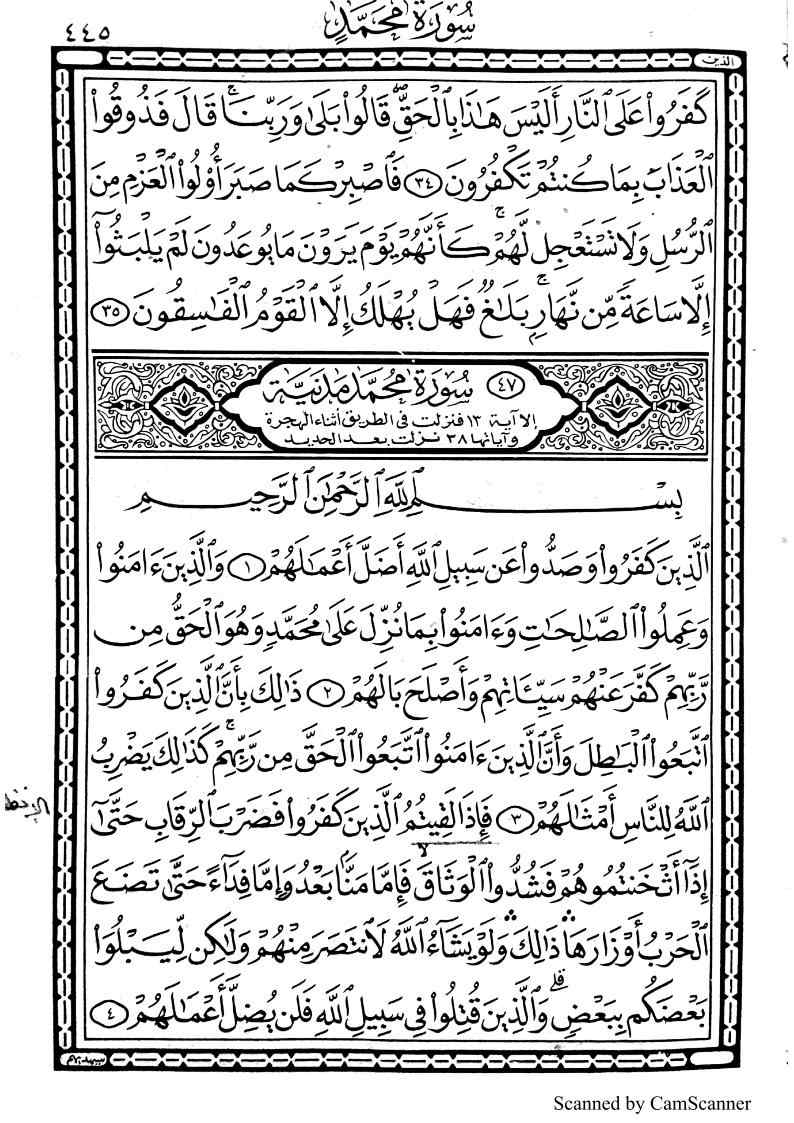 ٤٤٥ سُورَةُ مُحَمَّدٍ
كَفَرُوا۟ عَلَى ٱلنَّارِ أَلَيْسَ هَـٰذَا بِٱلْحَقِّ ۖ قَالُوا۟ بَلَىٰ وَرَبِّنَا ۚ قَالَ فَذُوقُوا۟
ٱلْعَذَابَ بِمَا كُنتُمْ تَكْفُرُونَ ٣٤ فَٱصْبِرْ كَمَا صَبَرَ أُو۟لُوا۟ ٱلْعَزْمِ مِنَ
ٱلرُّسُلِ وَلَا تَسْتَعْجِل لَّهُمْ ۚ كَأَنَّهُمْ يَوْمَ يَرَوْنَ مَا يُوعَدُونَ لَمْ يَلْبَثُوٓا۟
إِلَّا سَاعَةً مِّن نَّهَارٍ ۚ بَلَـٰغٌ ۚ فَهَلْ يُهْلَكُ إِلَّا ٱلْقَوْمُ ٱلْفَـٰسِقُونَ ٣٥
٤٧ سُورَةُ مُحَمَّدٍ مَدَنِيَّة
إلا آية ١٣ فنزلت فى الطريق أثناء الهجرة
وآياتها ٣٨ نزلت بعد الحديد
بِسْمِ ٱللَّهِ ٱلرَّحْمَـٰنِ ٱلرَّحِيمِ
ٱلَّذِينَ كَفَرُوا۟ وَصَدُّوا۟ عَن سَبِيلِ ٱللَّهِ أَضَلَّ أَعْمَـٰلَهُمْ ١ وَٱلَّذِينَ ءَامَنُوا۟
وَعَمِلُوا۟ ٱلصَّـٰلِحَـٰتِ وَءَامَنُوا۟ بِمَا نُزِّلَ عَلَىٰ مُحَمَّدٍ وَهُوَ ٱلْحَقُّ مِن
رَّبِّهِمْ كَفَّرَ عَنْهُمْ سَيِّـَٔاتِهِمْ وَأَصْلَحَ بَالَهُمْ ٢ ذَٰلِكَ بِأَنَّ ٱلَّذِينَ كَفَرُوا۟
ٱتَّبَعُوا۟ ٱلْبَـٰطِلَ وَأَنَّ ٱلَّذِينَ ءَامَنُوا۟ ٱتَّبَعُوا۟ ٱلْحَقَّ مِن رَّبِّهِمْ ۚ كَذَٰلِكَ يَضْرِبُ
ٱللَّهُ لِلنَّاسِ أَمْثَـٰلَهُمْ ٣ فَإِذَا لَقِيتُمُ ٱلَّذِينَ كَفَرُوا۟ فَضَرْبَ ٱلرِّقَابِ حَتَّىٰٓ
إِذَآ أَثْخَنتُمُوهُمْ فَشُدُّوا۟ ٱلْوَثَاقَ فَإِمَّا مَنًّۢا بَعْدُ وَإِمَّا فِدَآءً حَتَّىٰ تَضَعَ
ٱلْحَرْبُ أَوْزَارَهَا ۛ ذَٰلِكَ ۛ وَلَوْ يَشَآءُ ٱللَّهُ لَٱنتَصَرَ مِنْهُمْ وَلَـٰكِن لِّيَبْلُوَا۟
بَعْضَكُم بِبَعْضٍ ۗ وَٱلَّذِينَ قُتِلُوا۟ فِى سَبِيلِ ٱللَّهِ فَلَن يُضِلَّ أَعْمَـٰلَهُمْ ٤
Scanned by CamScanner